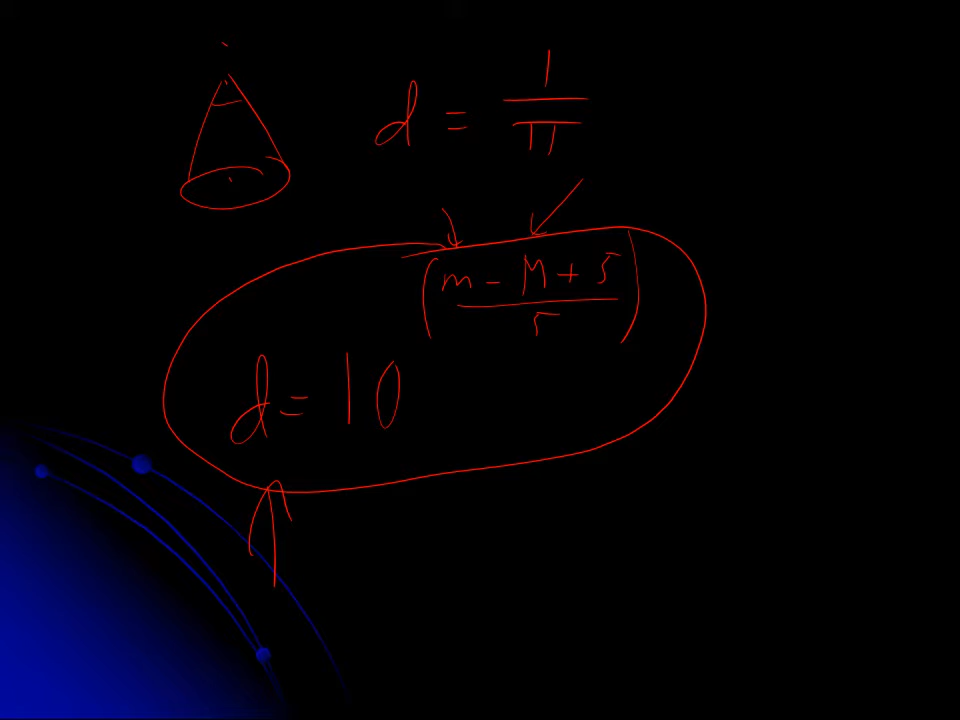 d = 1/π
d = 10^((m - M + 5)/5)